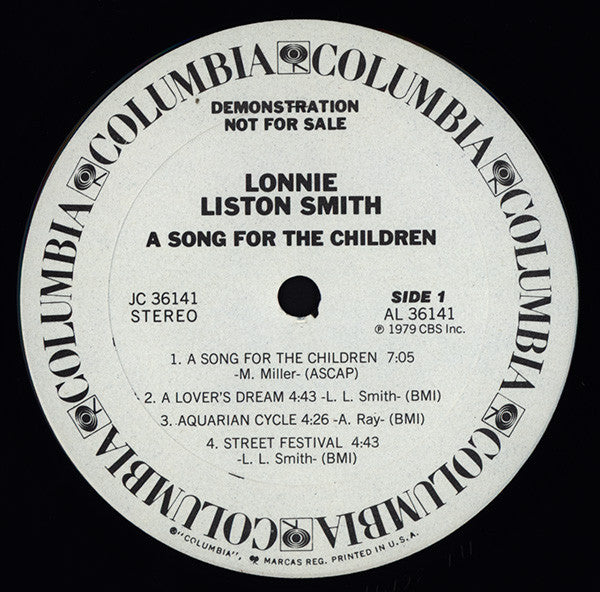 COLUMBIA COLUMBIA COLUMBIA COLUMBIA COLUMBIA COLUMBIA COLUMBIA COLUMBIA
DEMONSTRATION
NOT FOR SALE
LONNIE
LISTON SMITH
A SONG FOR THE CHILDREN
JC 36141
STEREO
SIDE 1
AL 36141
℗ 1979 CBS Inc.
1. A SONG FOR THE CHILDREN 7:05
-M. Miller- (ASCAP)
2. A LOVER'S DREAM 4:43 -L. L. Smith- (BMI)
3. AQUARIAN CYCLE 4:26 -A. Ray- (BMI)
4. STREET FESTIVAL 4:43
-L. L. Smith- (BMI)
®"COLUMBIA", MARCAS REG. PRINTED IN U.S.A.